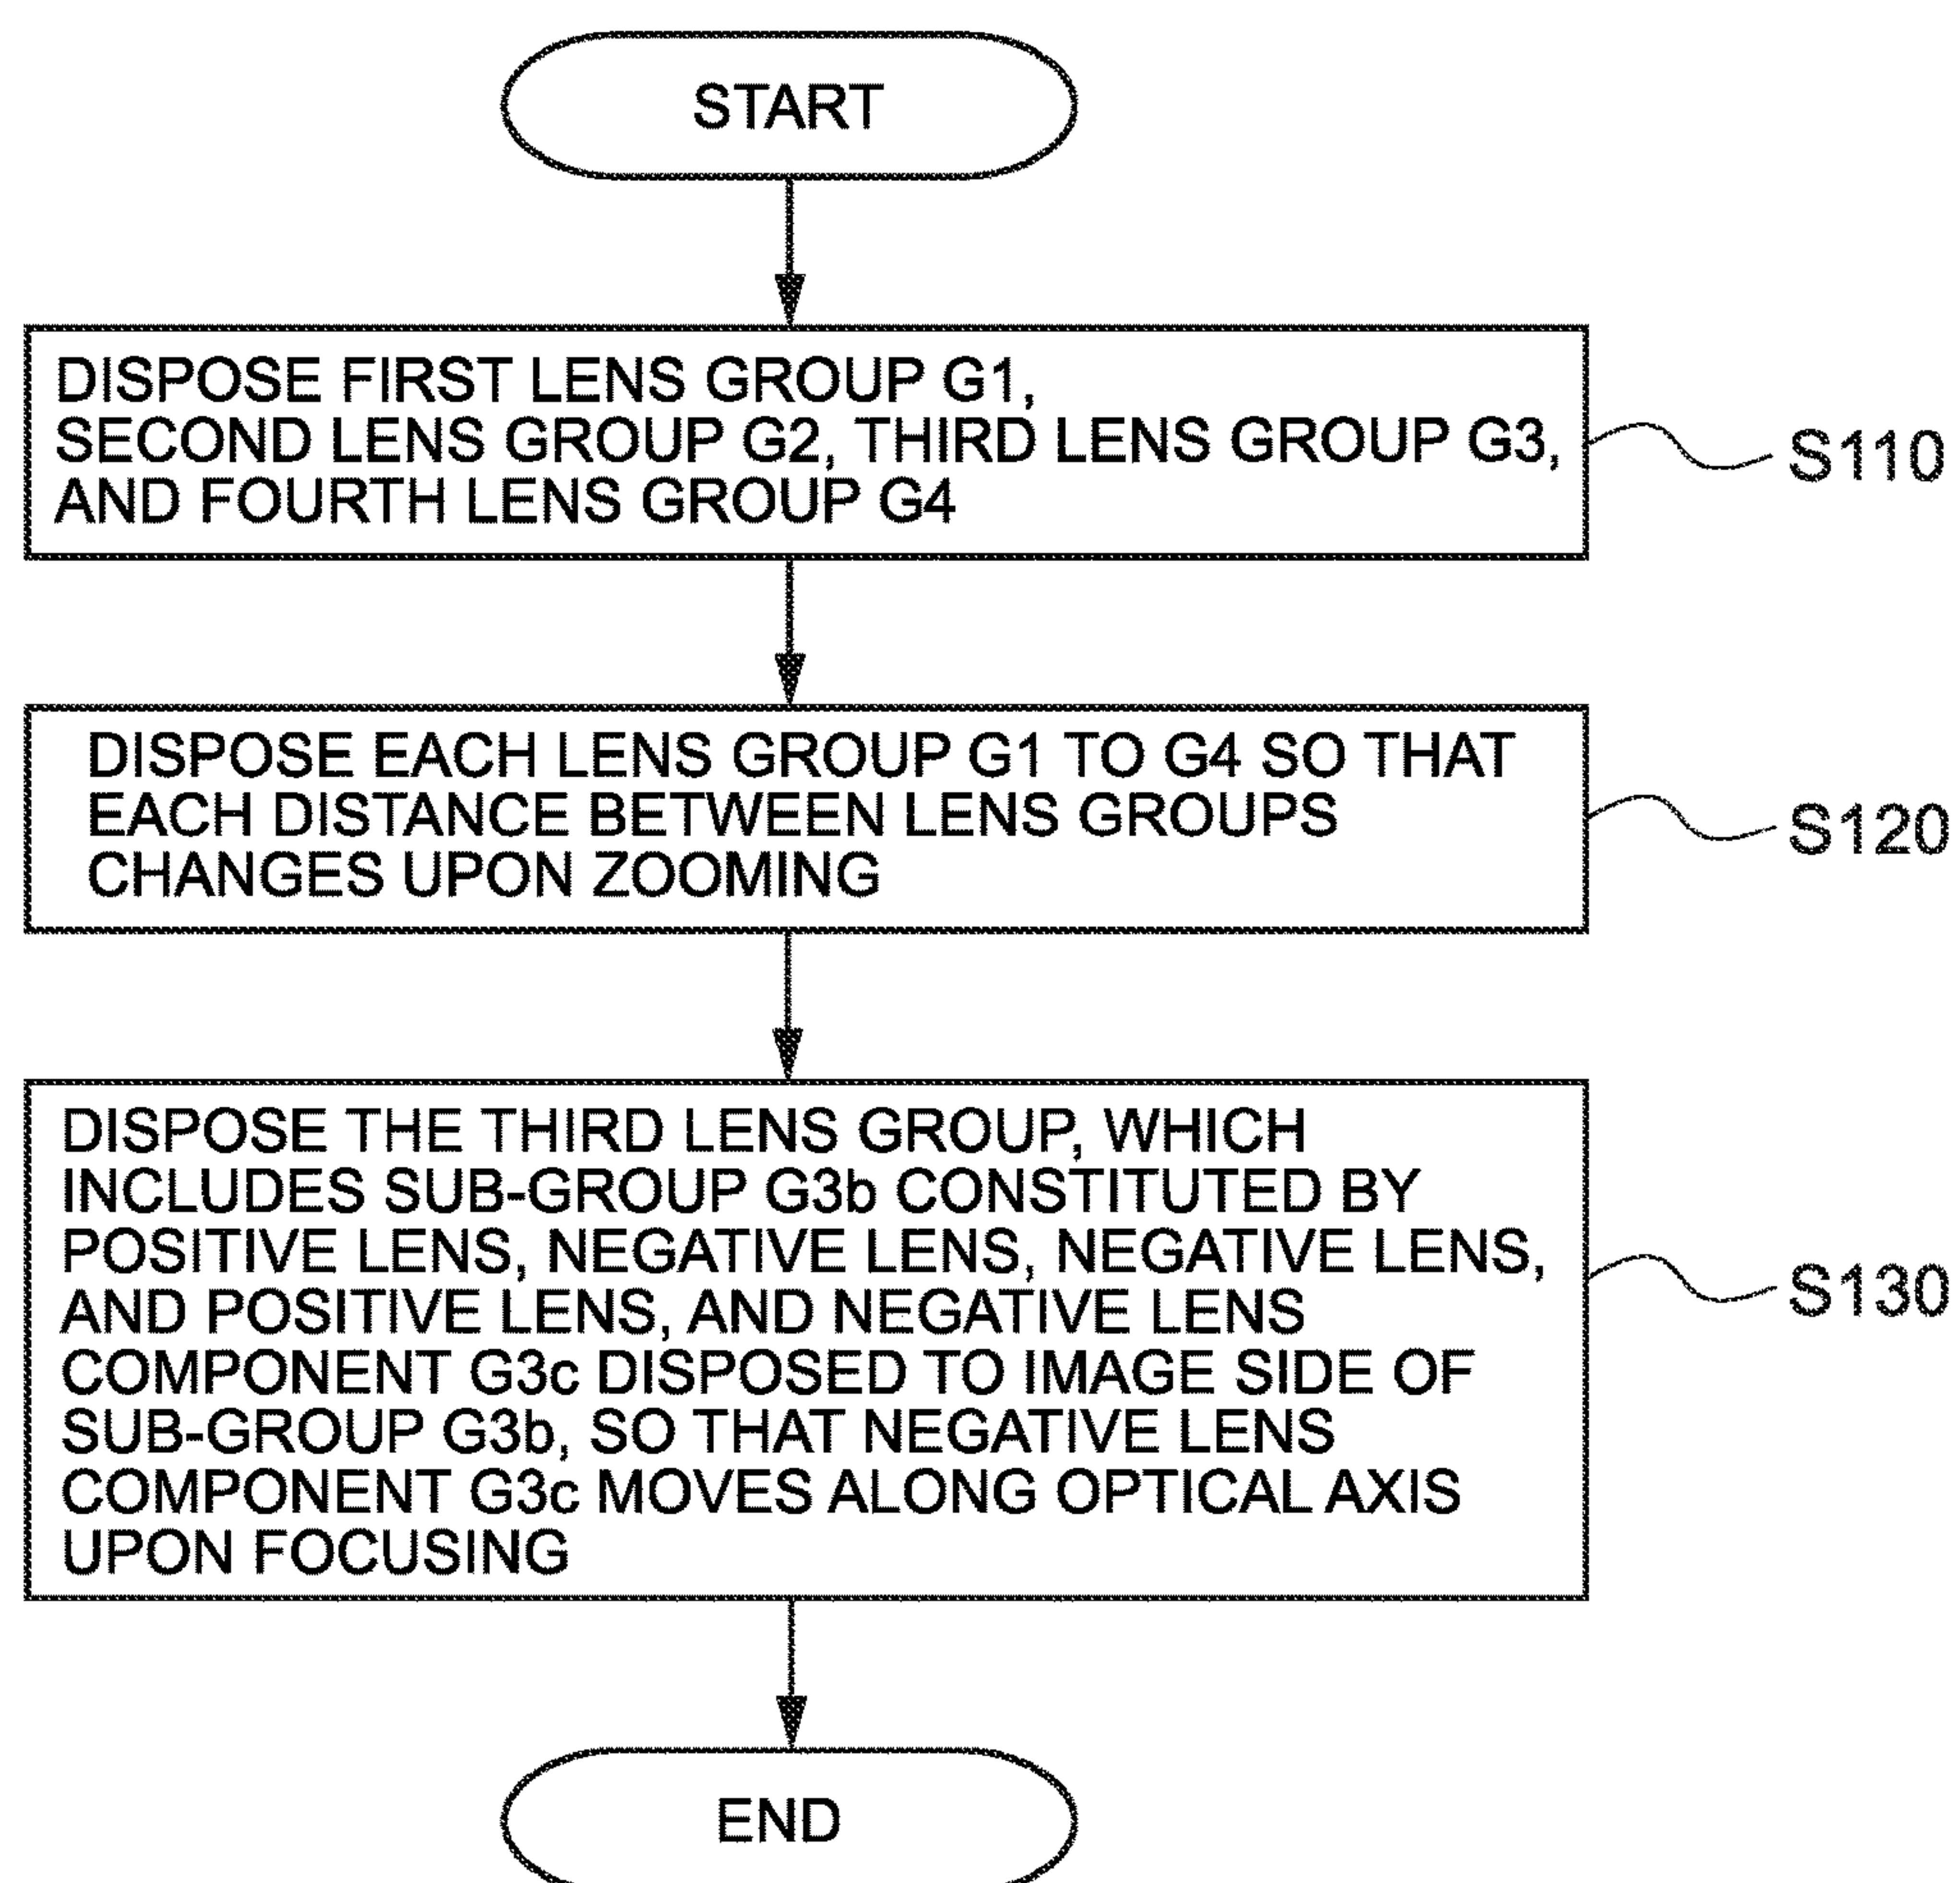 START
DISPOSE FIRST LENS GROUP G1,
SECOND LENS GROUP G2, THIRD LENS GROUP G3,
AND FOURTH LENS GROUP G4
S110
DISPOSE EACH LENS GROUP G1 TO G4 SO THAT
EACH DISTANCE BETWEEN LENS GROUPS
CHANGES UPON ZOOMING
S120
DISPOSE THE THIRD LENS GROUP, WHICH
INCLUDES SUB-GROUP G3b CONSTITUTED BY
POSITIVE LENS, NEGATIVE LENS, NEGATIVE LENS,
AND POSITIVE LENS, AND NEGATIVE LENS
COMPONENT G3c DISPOSED TO IMAGE SIDE OF
SUB-GROUP G3b, SO THAT NEGATIVE LENS
COMPONENT G3c MOVES ALONG OPTICAL AXIS
UPON FOCUSING
S130
END